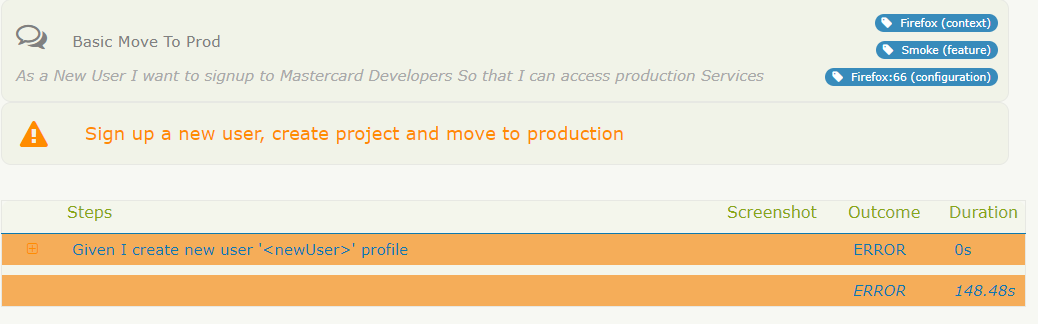 Firefox (context)
Basic Move To Prod
Smoke (feature)
As a New User I want to signup to Mastercard Developers So that I can access production Services
Firefox:66 (configuration)
Sign up a new user, create project and move to production
Steps Screenshot Outcome Duration
Given I create new user '<newUser>' profile ERROR 0s
ERROR 148.48s